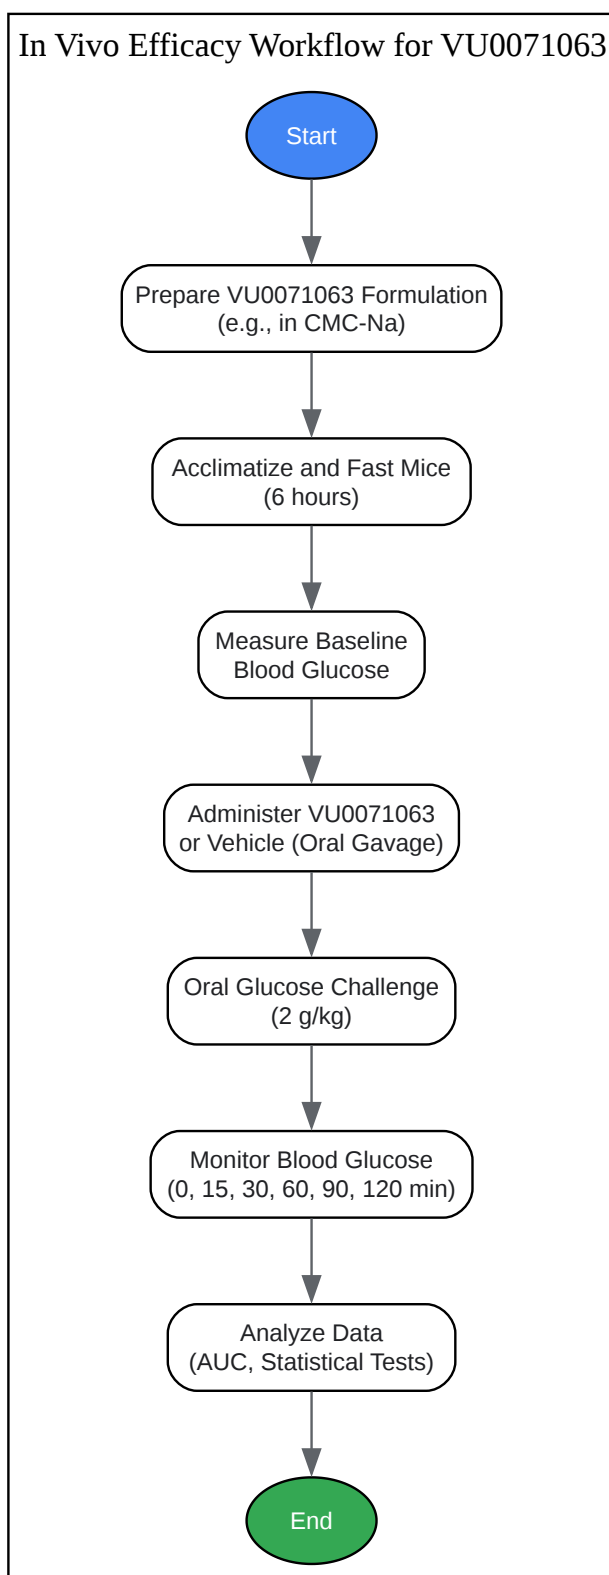 In Vivo Efficacy Workflow for VU0071063
Start
Prepare VU0071063 Formulation
(e.g., in CMC-Na)
Acclimatize and Fast Mice
(6 hours)
Measure Baseline
Blood Glucose
Administer VU0071063
or Vehicle (Oral Gavage)
Oral Glucose Challenge
(2 g/kg)
Monitor Blood Glucose
(0, 15, 30, 60, 90, 120 min)
Analyze Data
(AUC, Statistical Tests)
End